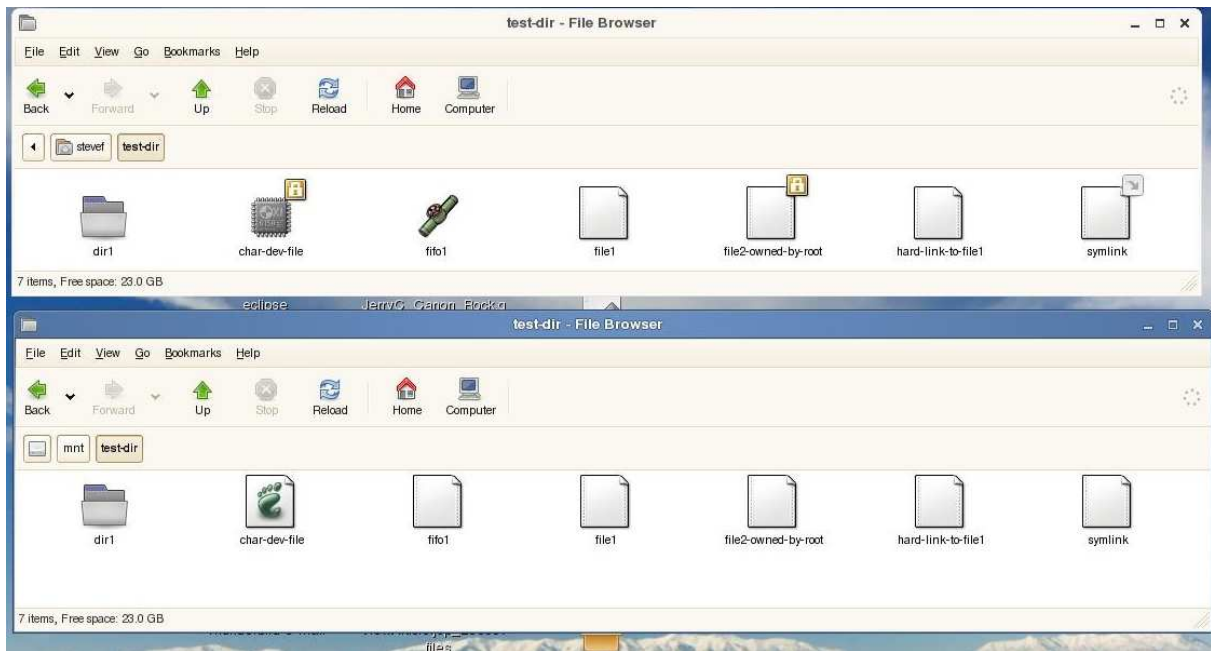 test-dir - File Browser
File Edit View Go Bookmarks Help
Back Forward Up Stop Reload Home Computer
stevef test-dir
dir1 char-dev-file fifo1 file1 file2-owned-by-root hard-link-to-file1 symlink
7 items, Free space: 23.0 GB
eclipse JerryC_Canon_Rock.g
test-dir - File Browser
File Edit View Go Bookmarks Help
Back Forward Up Stop Reload Home Computer
mnt test-dir
dir1 char-dev-file fifo1 file1 file2-owned-by-root hard-link-to-file1 symlink
7 items, Free space: 23.0 GB
files